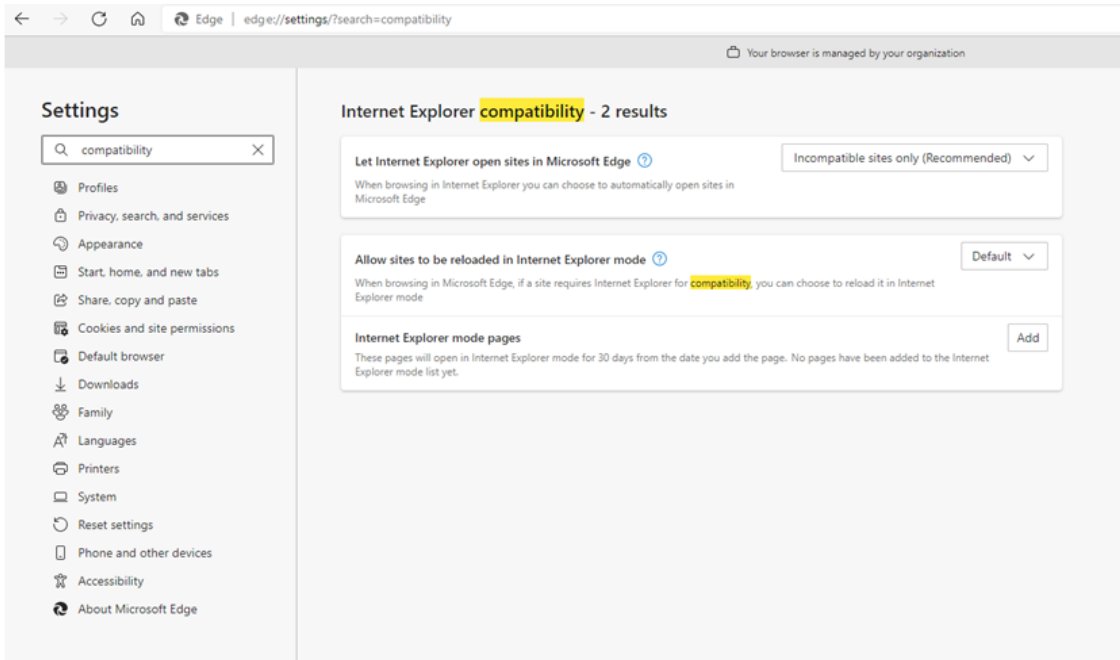 Edge | edge://settings/?search=compatibility
Your browser is managed by your organization
Settings
compatibility
Profiles
Privacy, search, and services
Appearance
Start, home, and new tabs
Share, copy and paste
Cookies and site permissions
Default browser
Downloads
Family
Languages
Printers
System
Reset settings
Phone and other devices
Accessibility
About Microsoft Edge
Internet Explorer compatibility - 2 results
Let Internet Explorer open sites in Microsoft Edge
Incompatible sites only (Recommended)
When browsing in Internet Explorer you can choose to automatically open sites in
Microsoft Edge
Allow sites to be reloaded in Internet Explorer mode
Default
When browsing in Microsoft Edge, if a site requires Internet Explorer for compatibility, you can choose to reload it in Internet
Explorer mode
Internet Explorer mode pages
Add
These pages will open in Internet Explorer mode for 30 days from the date you add the page. No pages have been added to the Internet
Explorer mode list yet.